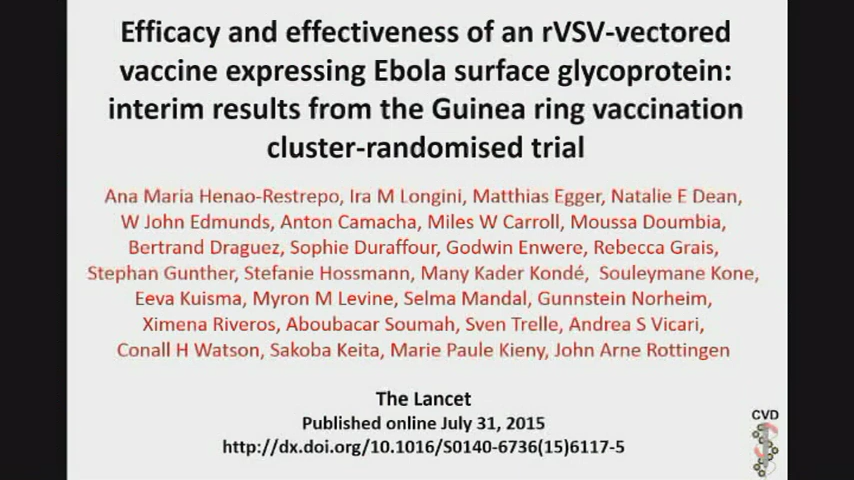 Efficacy and effectiveness of an rVSV-vectored
vaccine expressing Ebola surface glycoprotein:
interim results from the Guinea ring vaccination
cluster-randomised trial
Ana Maria Henao-Restrepo, Ira M Longini, Matthias Egger, Natalie E Dean,
W John Edmunds, Anton Camacha, Miles W Carroll, Moussa Doumbia,
Bertrand Draguez, Sophie Duraffour, Godwin Enwere, Rebecca Grais,
Stephan Gunther, Stefanie Hossmann, Many Kader Kondé, Souleymane Kone,
Eeva Kuisma, Myron M Levine, Selma Mandal, Gunnstein Norheim,
Ximena Riveros, Aboubacar Soumah, Sven Trelle, Andrea S Vicari,
Conall H Watson, Sakoba Keita, Marie Paule Kieny, John Arne Rottingen
The Lancet
Published online July 31, 2015
http://dx.doi.org/10.1016/S0140-6736(15)6117-5
CVD